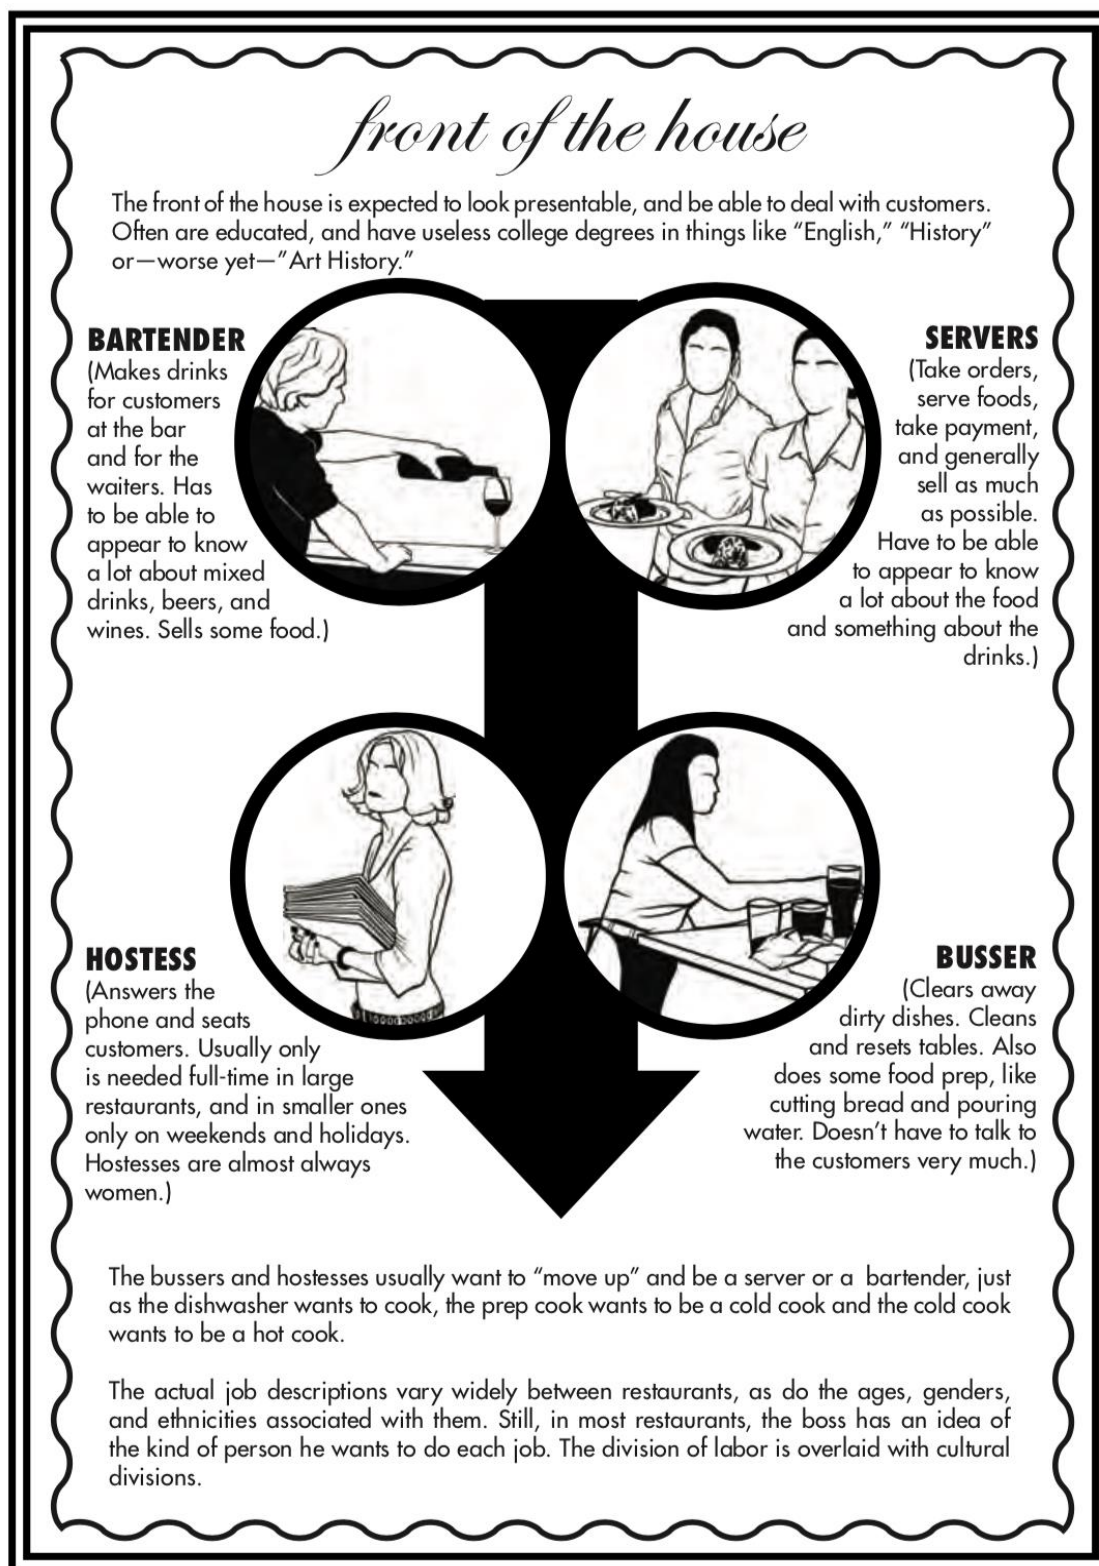 front of the house
The front of the house is expected to look presentable, and be able to deal with customers.
Often are educated, and have useless college degrees in things like “English,” “History”
or—worse yet—”Art History.”
BARTENDER
(Makes drinks
for customers
at the bar
and for the
waiters. Has
to be able to
appear to know
a lot about mixed
drinks, beers, and
wines. Sells some food.)
SERVERS
(Take orders,
serve foods,
take payment,
and generally
sell as much
as possible.
Have to be able
to appear to know
a lot about the food
and something about the
drinks.)
HOSTESS
(Answers the
phone and seats
customers. Usually only
is needed full-time in large
restaurants, and in smaller ones
only on weekends and holidays.
Hostesses are almost always
women.)
BUSSER
(Clears away
dirty dishes. Cleans
and resets tables. Also
does some food prep, like
cutting bread and pouring
water. Doesn’t have to talk to
the customers very much.)
The bussers and hostesses usually want to “move up” and be a server or a bartender, just
as the dishwasher wants to cook, the prep cook wants to be a cold cook and the cold cook
wants to be a hot cook.
The actual job descriptions vary widely between restaurants, as do the ages, genders,
and ethnicities associated with them. Still, in most restaurants, the boss has an idea of
the kind of person he wants to do each job. The division of labor is overlaid with cultural
divisions.